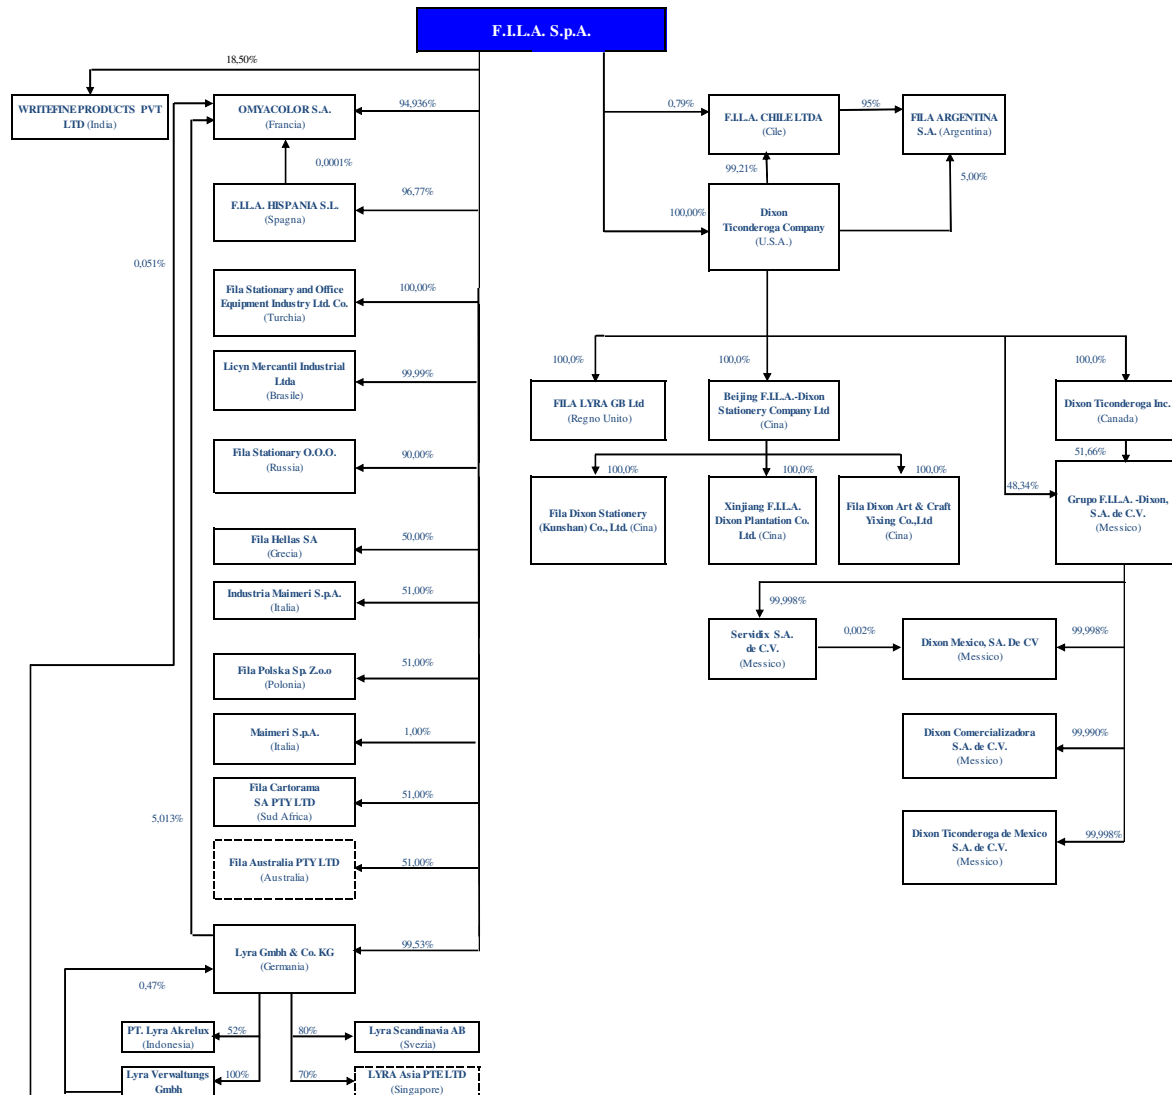 F.I.L.A. S.p.A.
18,50%
WRITEFINE PRODUCTS PVT
LTD (India)
OMYACOLOR S.A.
(Francia)
94,936%
0,0001%
F.I.L.A. HISPANIA S.L.
(Spagna)
96,77%
0,051%
Fila Stationary and Office
Equipment Industry Ltd. Co.
(Turchia)
100,00%
Licyn Mercantil Industrial
Ltda
(Brasile)
99,99%
Fila Stationary O.O.O.
(Russia)
90,00%
Fila Hellas SA
(Grecia)
50,00%
Industria Maimeri S.p.A.
(Italia)
51,00%
Fila Polska Sp. Z.o.o
(Polonia)
51,00%
Maimeri S.p.A.
(Italia)
1,00%
Fila Cartorama
SA PTY LTD
(Sud Africa)
51,00%
5,013%
Fila Australia PTY LTD
(Australia)
51,00%
Lyra Gmbh & Co. KG
(Germania)
99,53%
0,47%
PT. Lyra Akrelux
(Indonesia)
52%
80%
Lyra Scandinavia AB
(Svezia)
Lyra Verwaltungs
Gmbh
100%
70%
LYRA Asia PTE LTD
(Singapore)
0,79%
F.I.L.A. CHILE LTDA
(Cile)
95%
FILA ARGENTINA
S.A. (Argentina)
99,21%
5,00%
100,00%
Dixon
Ticonderoga Company
(U.S.A.)
100,0%
100,0%
100,0%
FILA LYRA GB Ltd
(Regno Unito)
Beijing F.I.L.A.-Dixon
Stationery Company Ltd
(Cina)
Dixon Ticonderoga Inc.
(Canada)
51,66%
100,0%
100,0%
100,0%
48,34%
Fila Dixon Stationery
(Kunshan) Co., Ltd. (Cina)
Xinjiang F.I.L.A.
Dixon Plantation Co.
Ltd. (Cina)
Fila Dixon Art & Craft
Yixing Co.,Ltd
(Cina)
Grupo F.I.L.A. -Dixon,
S.A. de C.V.
(Messico)
99,998%
Servidix S.A.
de C.V.
(Messico)
0,002%
Dixon Mexico, SA. De CV
(Messico)
99,998%
Dixon Comercializadora
S.A. de C.V.
(Messico)
99,990%
Dixon Ticonderoga de Mexico
S.A. de C.V.
(Messico)
99,998%